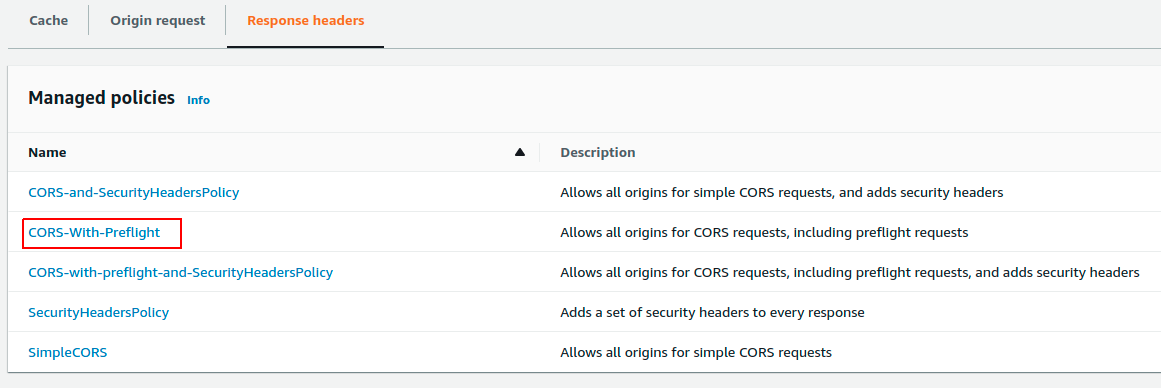 Cache Origin request Response headers
Managed policies Info
Name Description
CORS-and-SecurityHeadersPolicy Allows all origins for simple CORS requests, and adds security headers
CORS-With-Preflight Allows all origins for CORS requests, including preflight requests
CORS-with-preflight-and-SecurityHeadersPolicy Allows all origins for CORS requests, including preflight requests, and adds security headers
SecurityHeadersPolicy Adds a set of security headers to every response
SimpleCORS Allows all origins for simple CORS requests